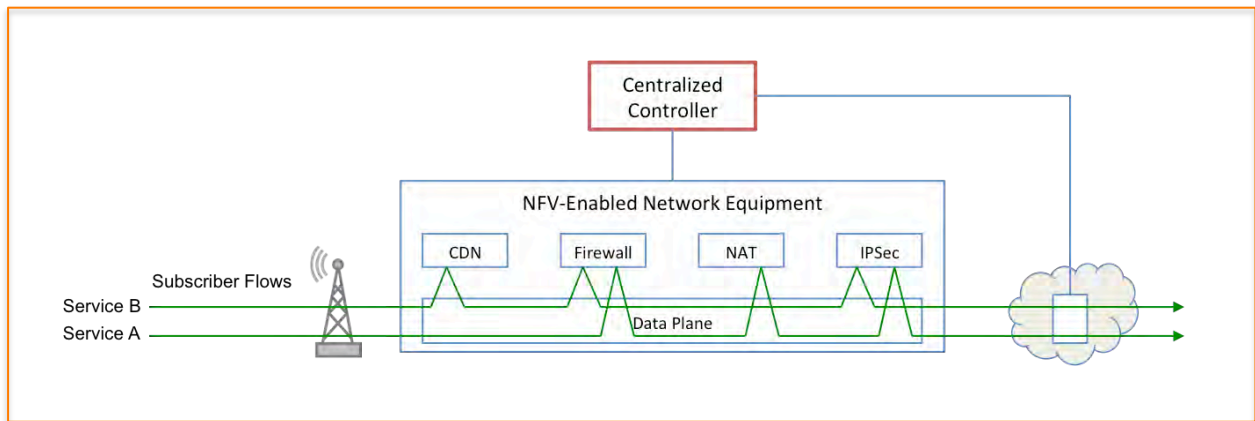 Centralized
Controller
NFV-Enabled Network Equipment
CDN
Firewall
NAT
IPSec
Subscriber Flows
Service B
Service A
Data Plane